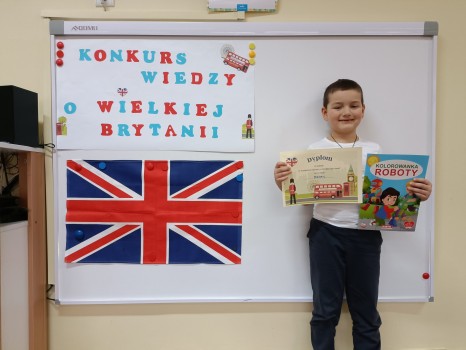 KONKURS
WIEDZY
O WIELKIEJ
BRYTANII
Dyplom
KOLOROWANKA
ROBOTY